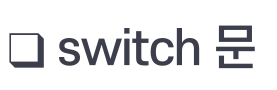 ❏ switch 문